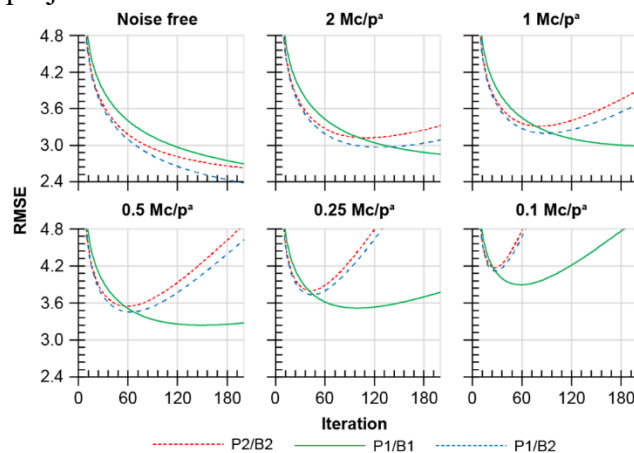 Noise free 2 Mc/pᵃ 1 Mc/pᵃ
4.8
3.6
3.0
2.4
RMSE
0.5 Mc/pᵃ 0.25 Mc/pᵃ 0.1 Mc/pᵃ
4.8
4.2
3.6
3.0
2.4
0 60 120 180 0 60 120 180 0 60 120 180
Iteration
P2/B2 P1/B1 P1/B2